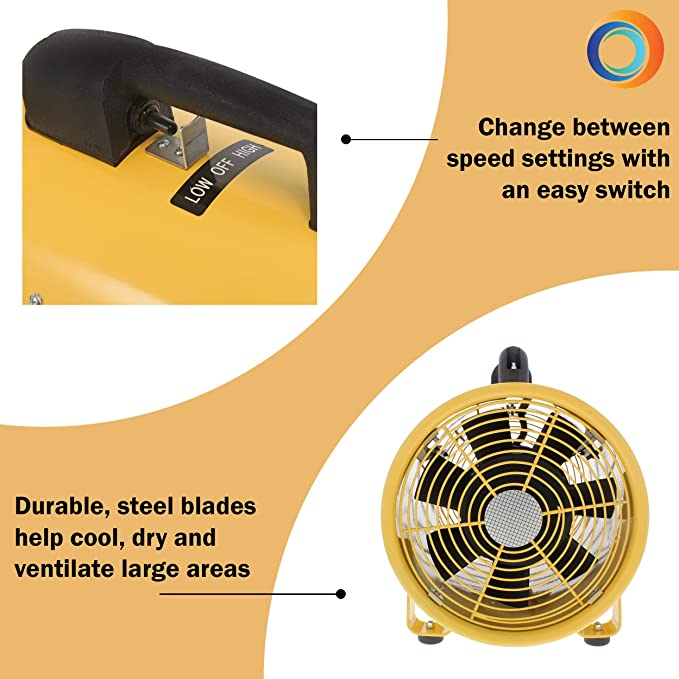 LOW OFF HIGH
Change between
speed settings with
an easy switch
Durable, steel blades
help cool, dry and
ventilate large areas